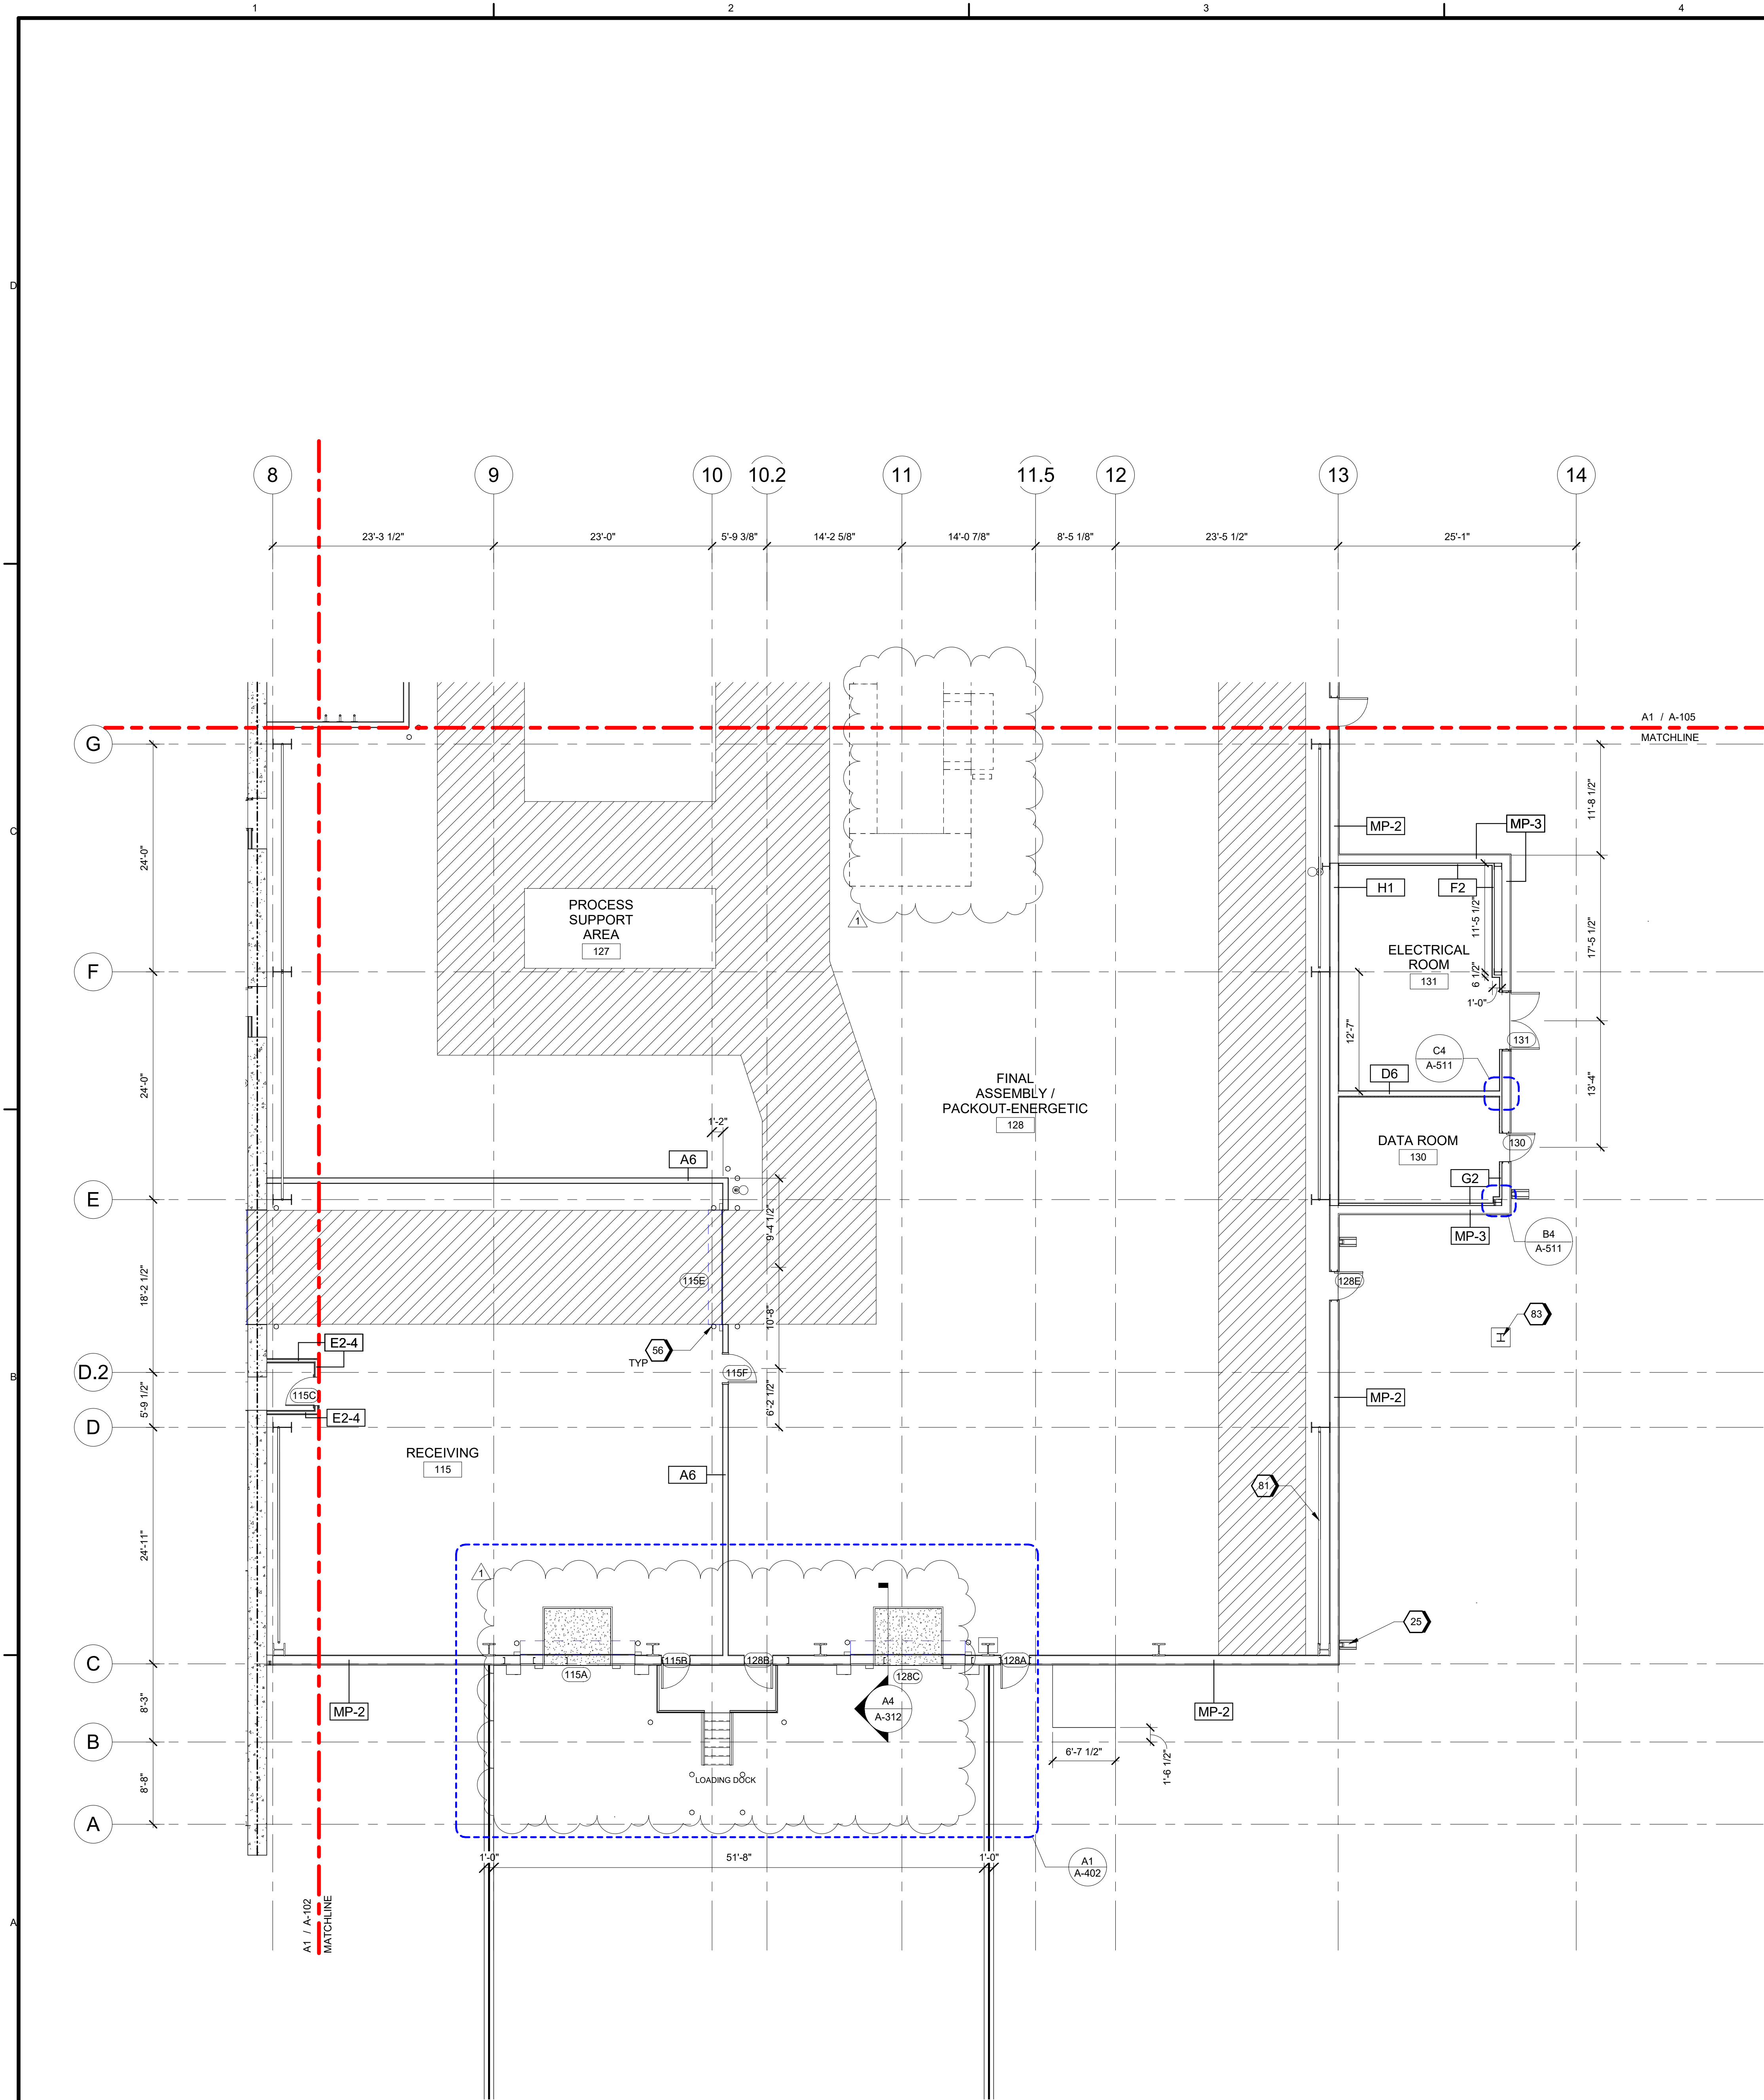 1
2
3
4
D
C
B
A
8
9
10
10.2
11
11.5
12
13
14
23'-3 1/2"
23'-0"
5'-9 3/8"
14'-2 5/8"
14'-0 7/8"
8'-5 1/8"
23'-5 1/2"
25'-1"
A1 / A-105
MATCHLINE
G
F
E
D.2
D
C
B
A
24'-0"
24'-0"
18'-2 1/2"
5'-9 1/2"
24'-11"
8'-3"
8'-8"
11'-8 1/2"
17'-5 1/2"
13'-4"
MP-2
MP-3
H1
F2
11'-5 1/2"
6 1/2"
1'-0"
ELECTRICAL
ROOM
131
12'-7"
131
C4
A-511
D6
DATA ROOM
130
130
G2
MP-3
B4
A-511
PROCESS
SUPPORT
AREA
127
1
FINAL
ASSEMBLY /
PACKOUT-ENERGETIC
128
1'-2"
A6
9'-4 1/2"
115E
10'-8"
128E
83
56
TYP
E2-4
115F
115C
6'-2 1/2"
E2-4
MP-2
RECEIVING
115
A6
81
1
25
115A
115B
128B
128C
128A
MP-2
A4
A-312
MP-2
6'-7 1/2"
1'-6 1/2"
LOADING DOCK
1'-0"
51'-8"
1'-0"
A1
A-402
A1 / A-102
MATCHLINE